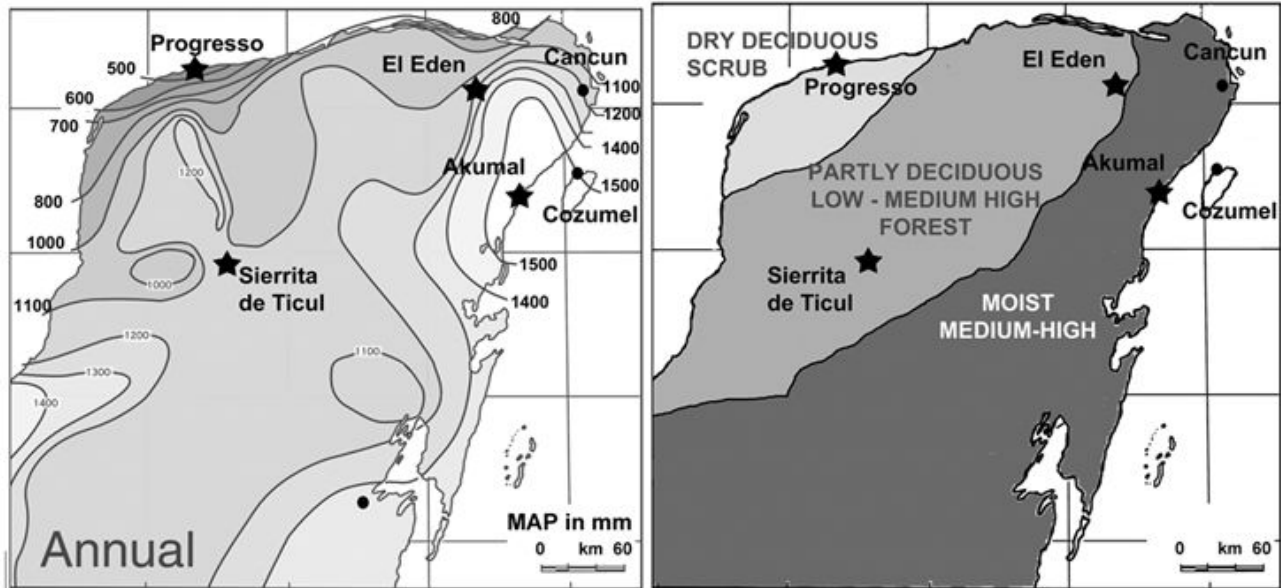 800
Progresso
500
600
700
El Eden
Cancun
1100
1200
1400
1200
Akumal
1500
Cozumel
800
1000
1000
Sierrita
de Ticul
1100
1500
1400
1200
1100
1300
1400
Annual
MAP in mm
0 km 60
DRY DECIDUOUS
SCRUB
Progresso
El Eden
Cancun
PARTLY DECIDUOUS
LOW - MEDIUM HIGH
FOREST
Akumal
Cozumel
Sierrita
de Ticul
MOIST
MEDIUM-HIGH
0 km 60